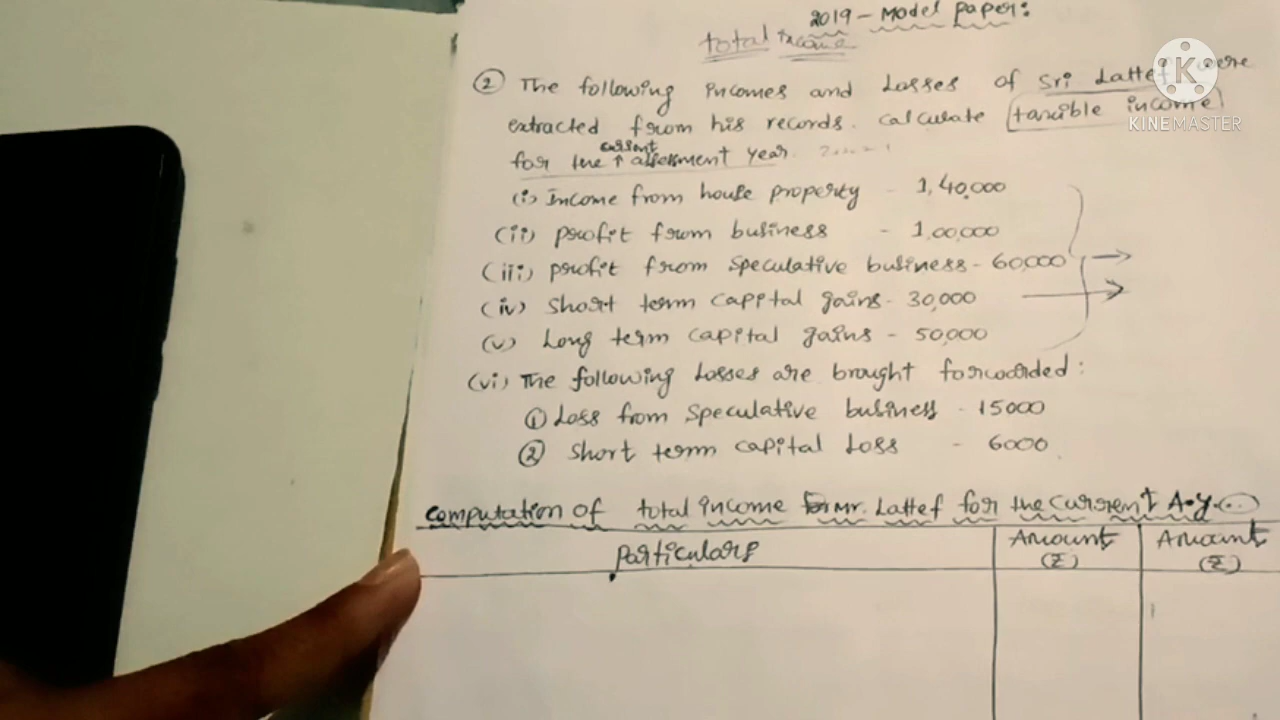 2019 - Model paper:
total income
② The following incomes and Losses of Sri Lattef were
extracted from his records. calculate taxible income
current
for the ↑ assessment year.
(i) Income from house property - 1,40,000
(ii) profit from business - 1,00,000
(iii) profit from speculative business - 60,000
(iv) short term capital gains - 30,000
(v) Long term capital gains - 50,000
(vi) The following Losses are brought forwarded:
① Loss from speculative business - 15000
② short term capital Loss - 6000
computation of total income Mr. Lattef for the current A.y
particulars Amount (₹) Amount (₹)
K
KINEMASTER